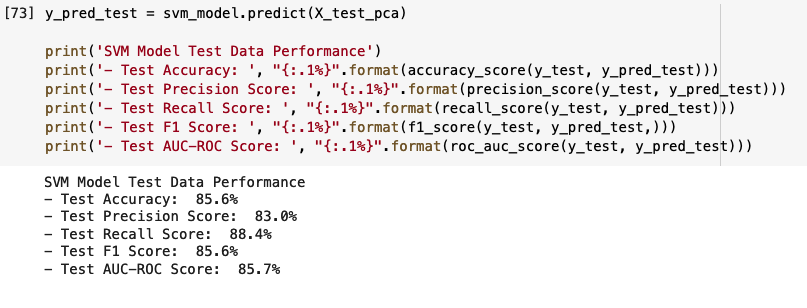 [73] y_pred_test = svm_model.predict(X_test_pca)
print('SVM Model Test Data Performance')
print('- Test Accuracy: ', "{:.1%}".format(accuracy_score(y_test, y_pred_test)))
print('- Test Precision Score: ', "{:.1%}".format(precision_score(y_test, y_pred_test)))
print('- Test Recall Score: ', "{:.1%}".format(recall_score(y_test, y_pred_test)))
print('- Test F1 Score: ', "{:.1%}".format(f1_score(y_test, y_pred_test,)))
print('- Test AUC-ROC Score: ', "{:.1%}".format(roc_auc_score(y_test, y_pred_test)))
SVM Model Test Data Performance
- Test Accuracy:  85.6%
- Test Precision Score:  83.0%
- Test Recall Score:  88.4%
- Test F1 Score:  85.6%
- Test AUC-ROC Score:  85.7%